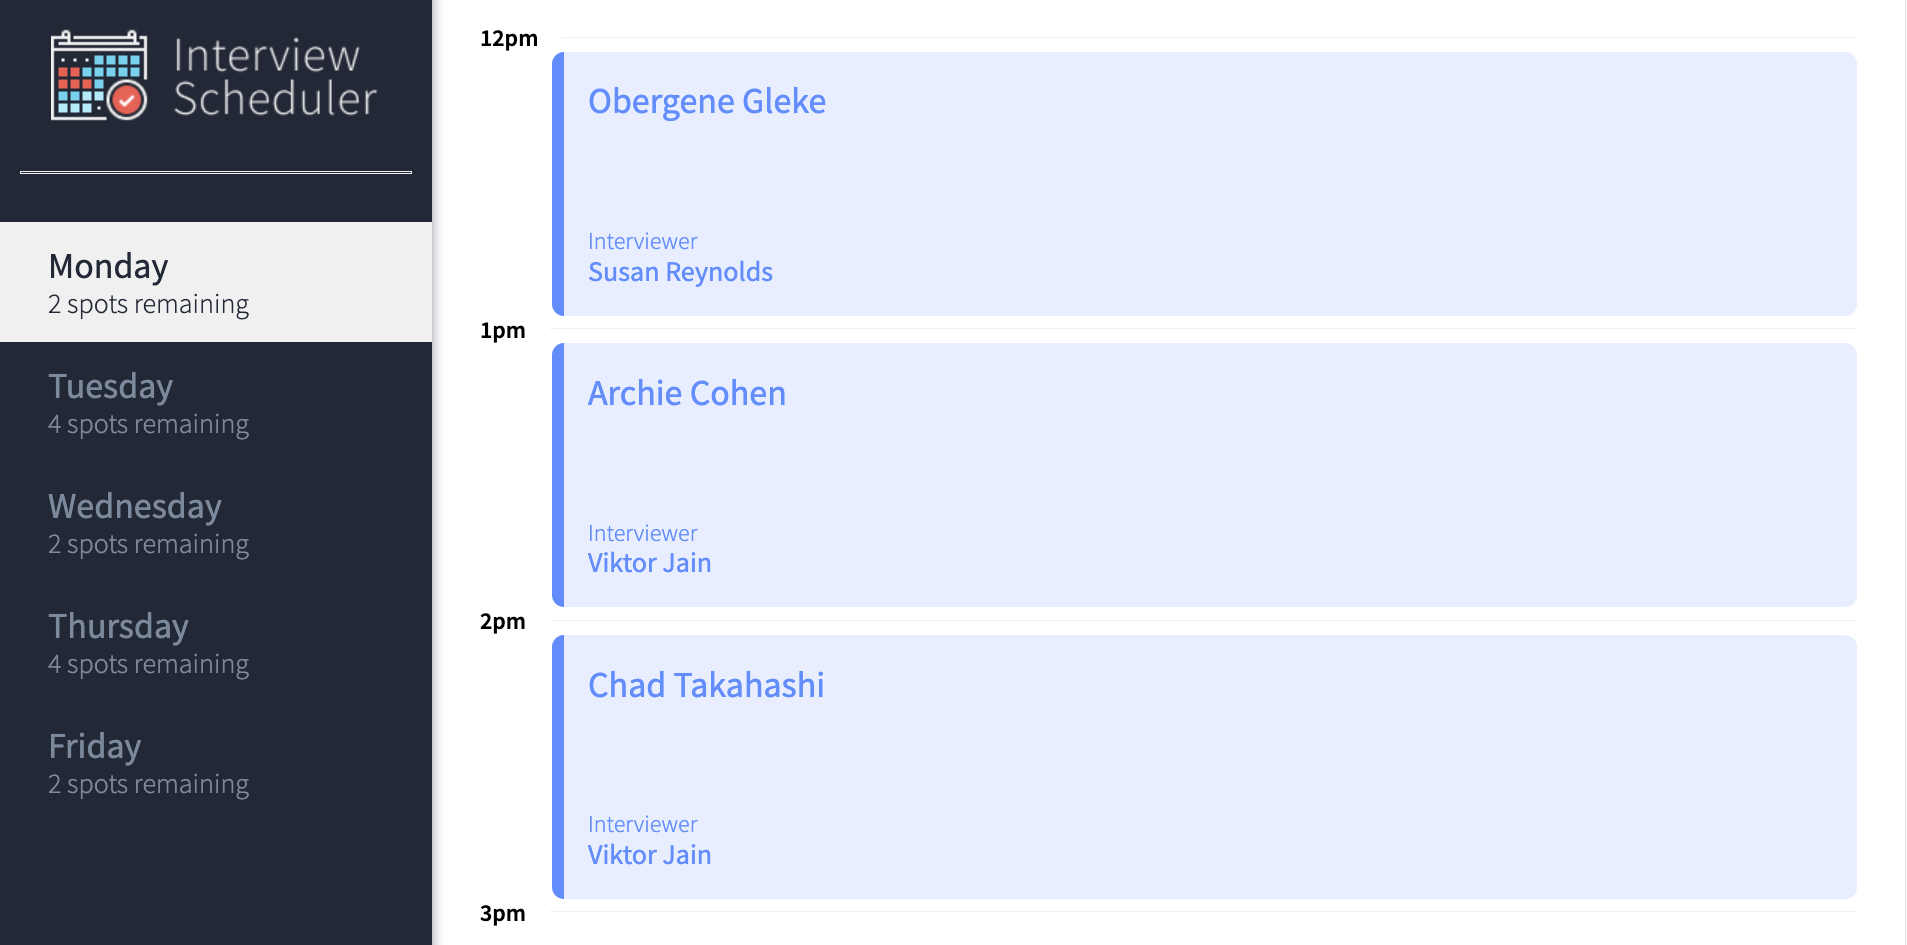 Interview
Scheduler
Monday
2 spots remaining
Tuesday
4 spots remaining
Wednesday
2 spots remaining
Thursday
4 spots remaining
Friday
2 spots remaining
12pm
Obergene Gleke
Interviewer
Susan Reynolds
1pm
Archie Cohen
Interviewer
Viktor Jain
2pm
Chad Takahashi
Interviewer
Viktor Jain
3pm